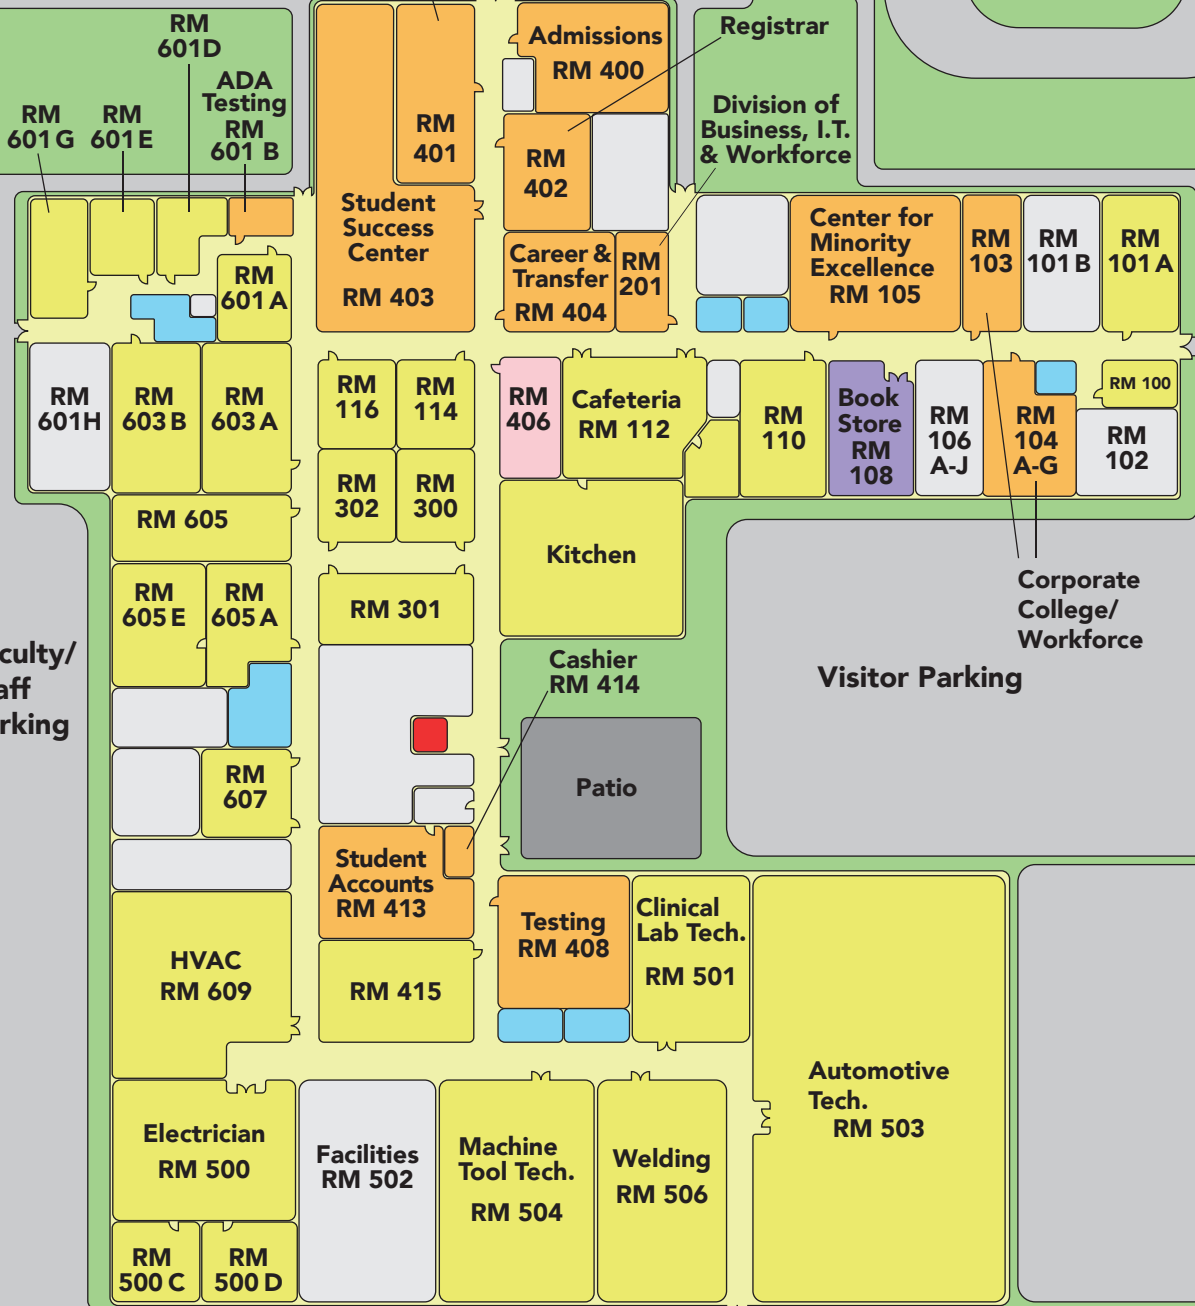 RM
601D
ADA
Testing
RM
601 B
RM
601 G
RM
601 E
RM
401
Student
Success
Center
RM 403
Admissions
RM 400
Registrar
RM
402
Division of
Business, I.T.
& Workforce
Career &
Transfer
RM 404
RM
201
Center for
Minority
Excellence
RM 105
RM
103
RM
101 B
RM
101 A
RM
601 A
RM
601H
RM
603 B
RM
603 A
RM
116
RM
114
RM
302
RM
300
RM
406
Cafeteria
RM 112
RM
110
Book
Store
RM
108
RM
106
A-J
RM
104
A-G
RM 100
RM
102
RM 605
Kitchen
RM
605 E
RM
605 A
RM 301
Corporate
College/
Workforce
culty/
aff
rking
Cashier
RM 414
Visitor Parking
RM
607
Patio
Student
Accounts
RM 413
Testing
RM 408
Clinical
Lab Tech.
RM 501
HVAC
RM 609
RM 415
Automotive
Tech.
RM 503
Electrician
RM 500
Facilities
RM 502
Machine
Tool Tech.
RM 504
Welding
RM 506
RM
500 C
RM
500 D